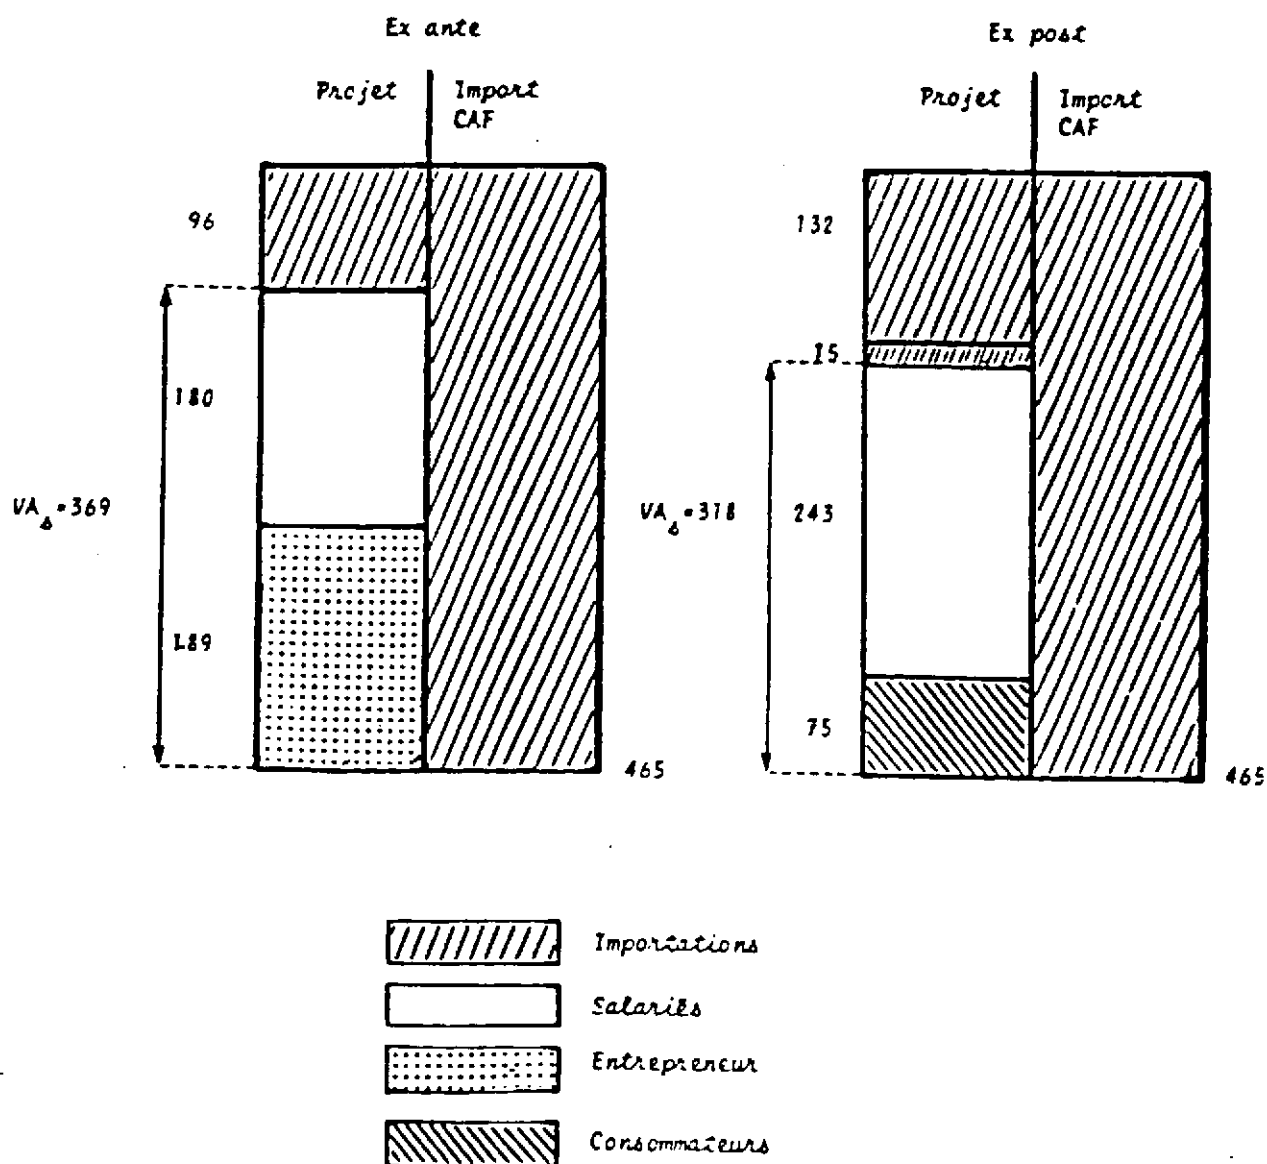 Ex ante
Projet
Import
CAF
96
180
VA s = 369
189
465
Ex post
Projet
Import
CAF
132
15
VA s = 318
243
75
465
Importations
Salariés
Entrepreneur
Consommateurs